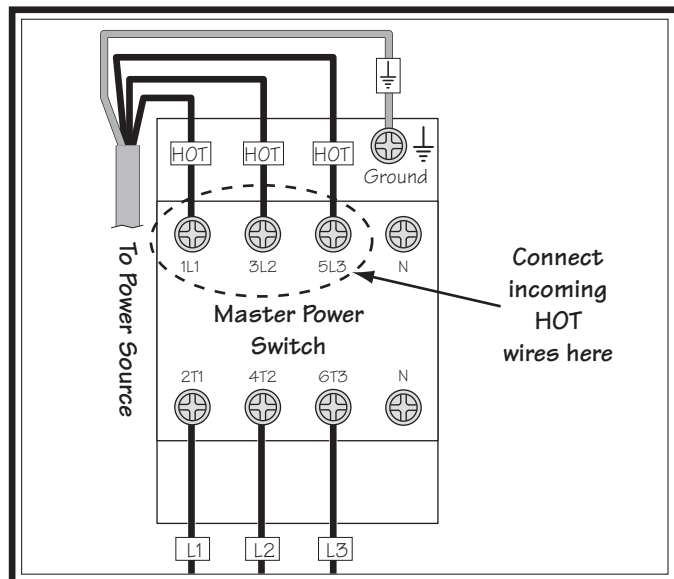 HOT HOT HOT
Ground
To Power Source
1L1 3L2 5L3 N
Connect
incoming
HOT
wires here
Master Power
Switch
2T1 4T2 6T3 N
L1 L2 L3